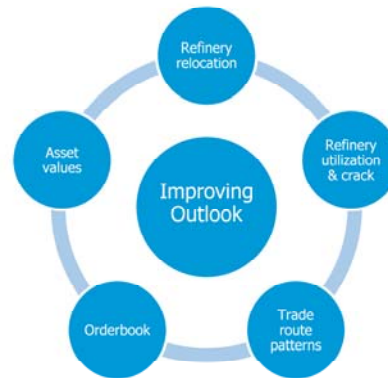 Refinery
relocation
Refinery
utilization
& crack
Trade
route
patterns
Orderbook
Asset
values
Improving
Outlook